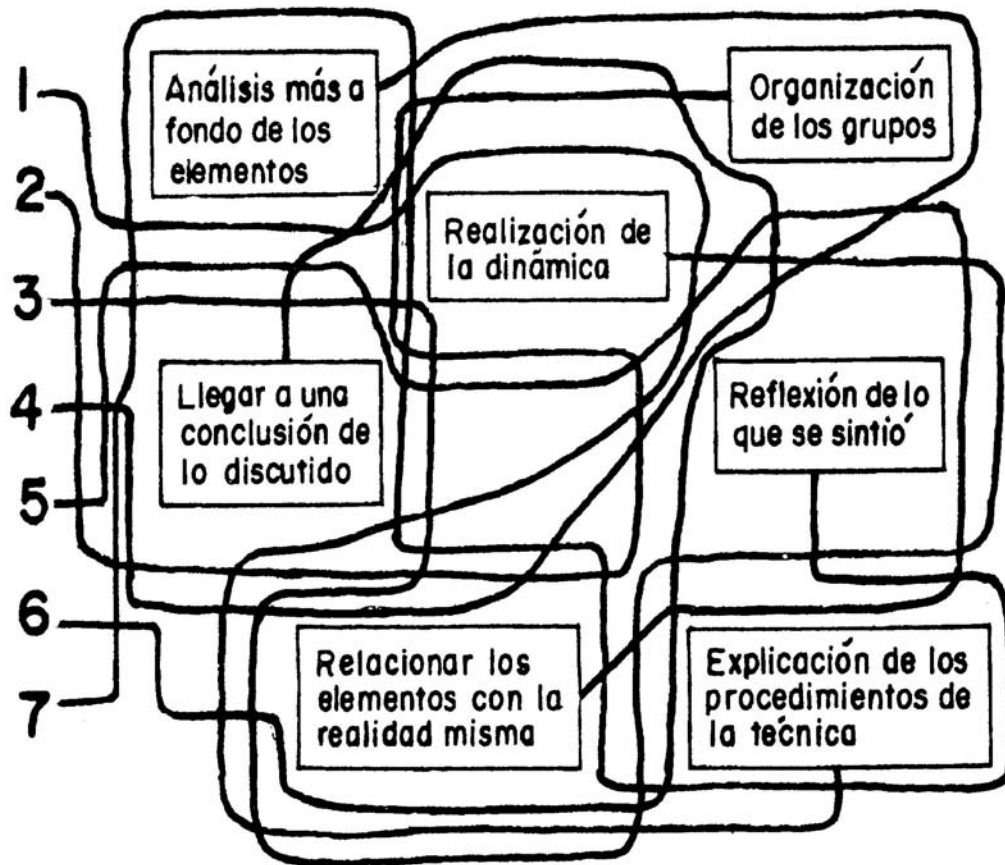 1
Análisis más a
fondo de los
elementos
Organización
de los grupos
2
Realización de
la dinámica
3
Llegar a una
conclusión de
lo discutido
Reflexión de lo
que se sintió
4
5
6
Relacionar los
elementos con la
realidad misma
Explicación de los
procedimientos de
la técnica
7